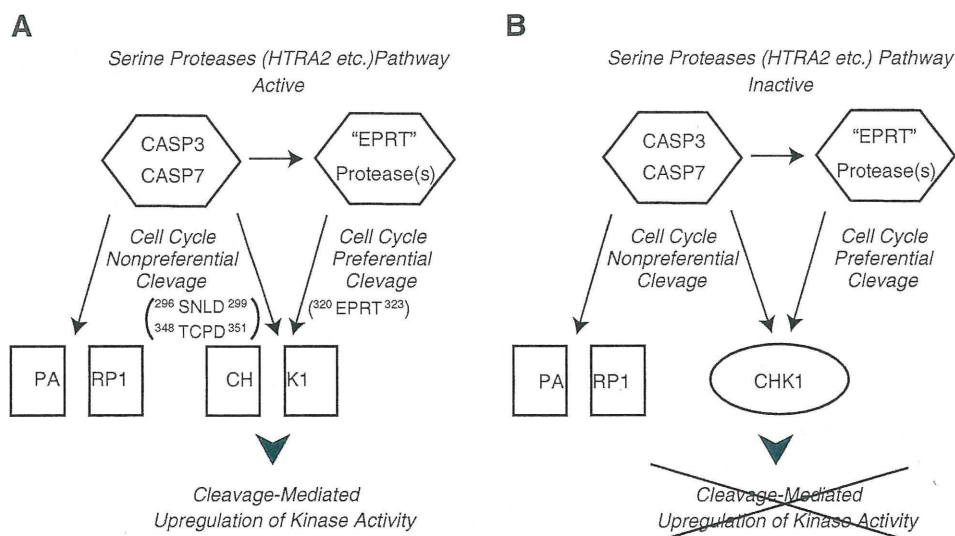 A
Serine Proteases (HTRA2 etc.)Pathway
Active
CASP3
CASP7
"EPRT"
Protease(s)
Cell Cycle
Nonpreferential
Clevage
(296 SNLD 299
348 TCPD 351)
Cell Cycle
Preferential
Clevage
(320 EPRT 323)
PA RP1
CH K1
Cleavage-Mediated
Upregulation of Kinase Activity
B
Serine Proteases (HTRA2 etc.) Pathway
Inactive
CASP3
CASP7
"EPRT"
Protease(s)
Cell Cycle
Nonpreferential
Clevage
Cell Cycle
Preferential
Clevage
PA RP1
CHK1
Cleavage-Mediated
Upregulation of Kinase Activity